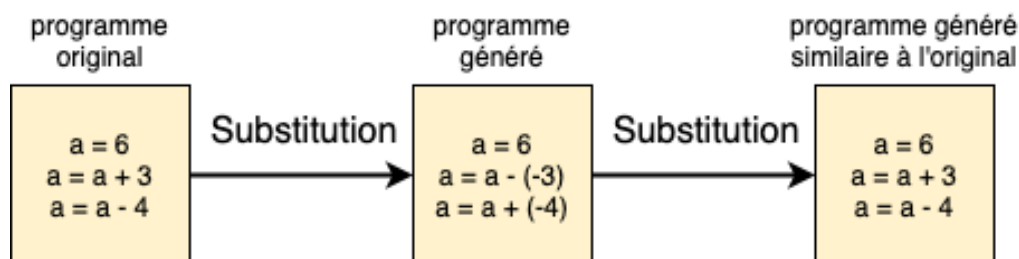 programme
original
a = 6
a = a + 3
a = a - 4
Substitution
programme
généré
a = 6
a = a - (-3)
a = a + (-4)
Substitution
programme généré
similaire à l'original
a = 6
a = a + 3
a = a - 4